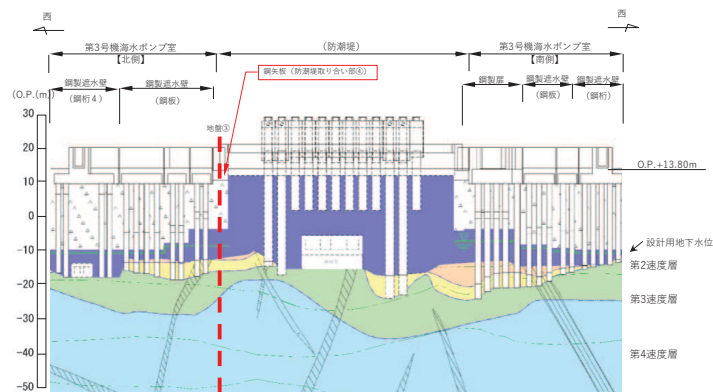 西
西
第3号機海水ポンプ室
【北側】
(防潮堤)
第3号機海水ポンプ室
【南側】
鋼矢板（防潮堤取り合い部④）
鋼製遮水壁
(鋼桁４)
鋼製遮水壁
(鋼板)
鋼製扉
鋼製遮水壁
(鋼板)
鋼製遮水壁
(鋼桁)
(O.P.(m))
地盤③
30
20
10
0
−10
−20
−30
−40
−50
O.P.+13.80m
設計用地下水位
第2速度層
第3速度層
第4速度層